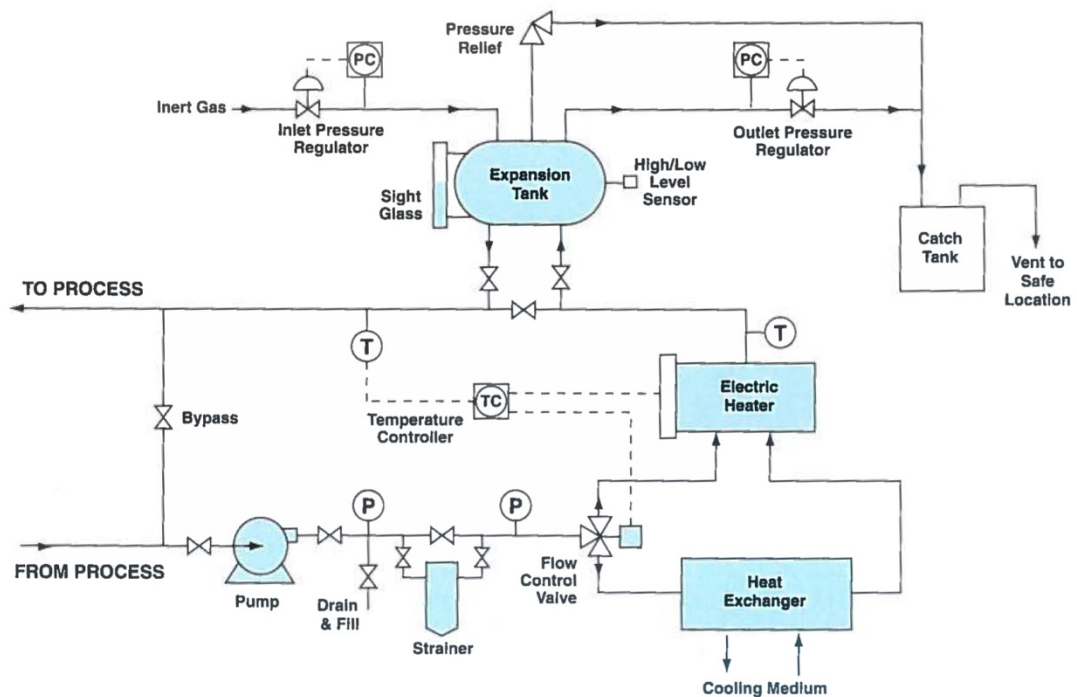 Pressure
Relief
PC
PC
Inert Gas
Inlet Pressure
Regulator
Outlet Pressure
Regulator
Expansion
Tank
High/Low
Level
Sensor
Sight
Glass
Catch
Tank
Vent to
Safe
Location
TO PROCESS
T
T
Electric
Heater
TC
Temperature
Controller
Bypass
P
P
FROM PROCESS
Pump
Drain
& Fill
Strainer
Flow
Control
Valve
Heat
Exchanger
Cooling Medium